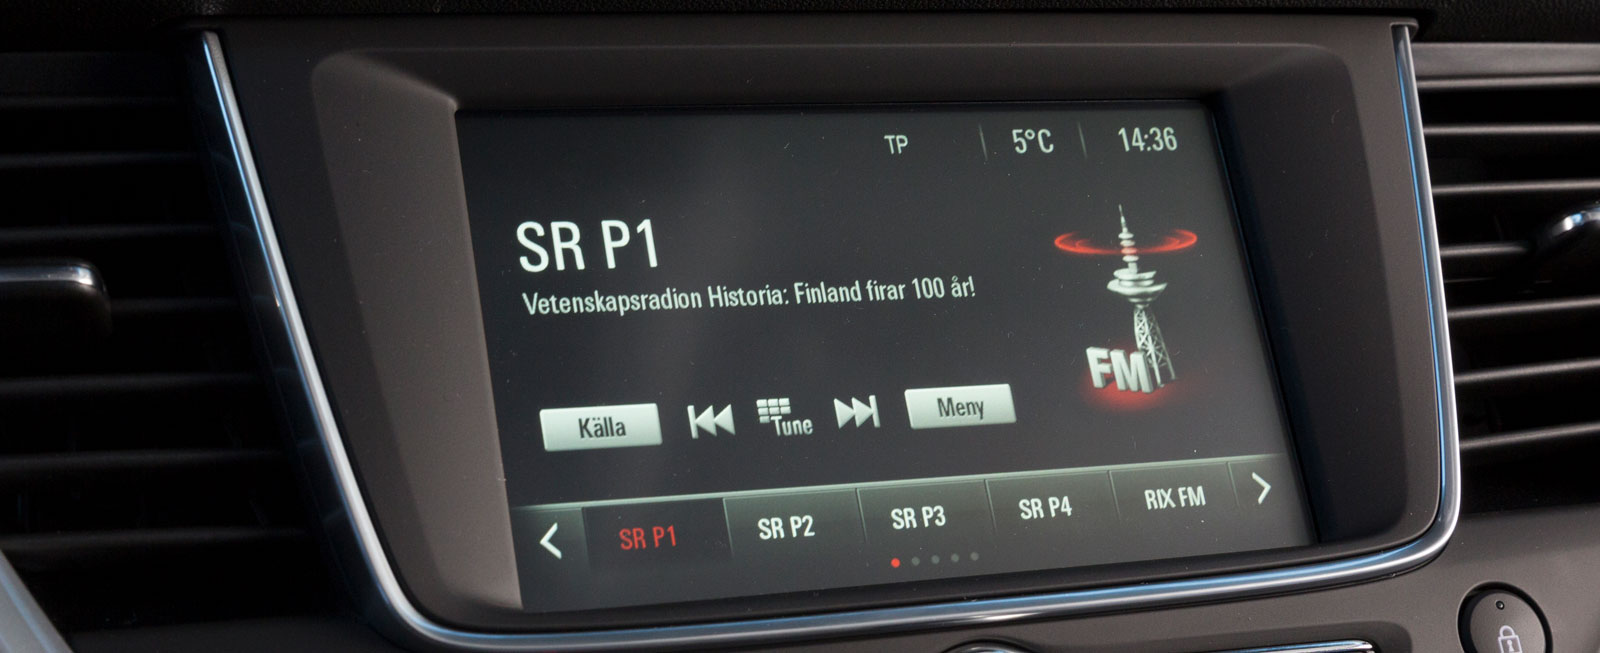 TP 5°C 14:36
SR P1
Vetenskapsradion Historia: Finland firar 100 år!
FM
Källa Tune Meny
SR P1 SR P2 SR P3 SR P4 RIX FM